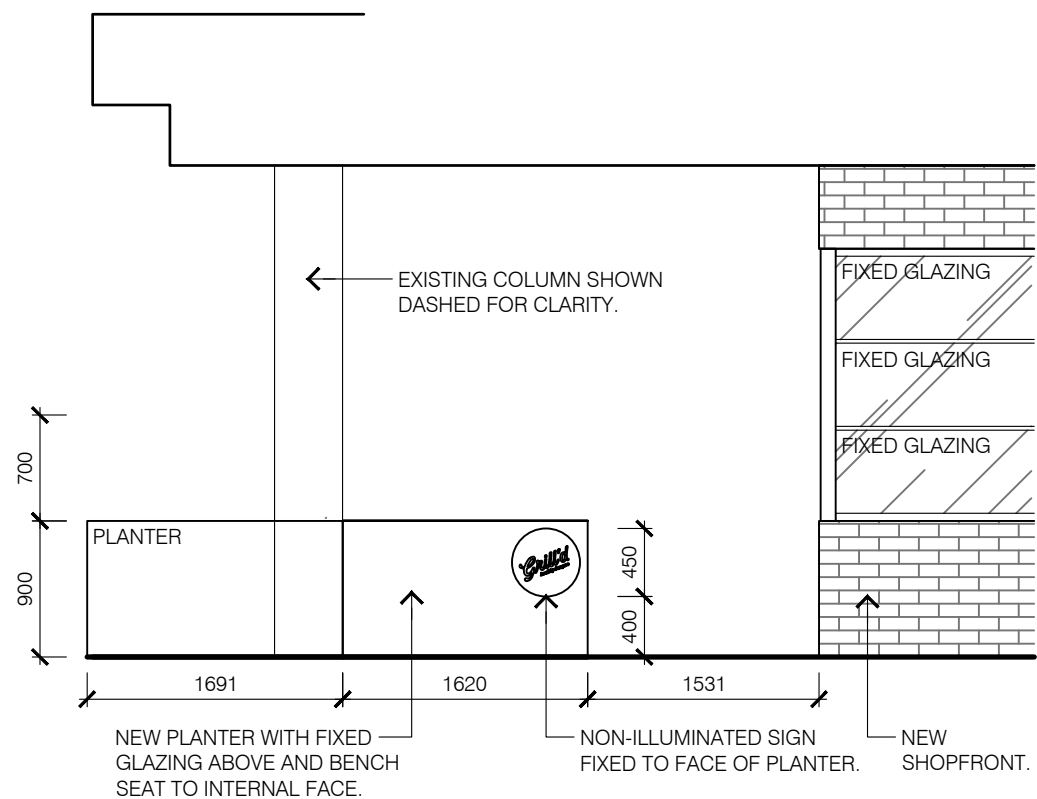 EXISTING COLUMN SHOWN
DASHED FOR CLARITY.
FIXED GLAZING
FIXED GLAZING
FIXED GLAZING
700
900
PLANTER
Grill'd
450
400
1691
1620
1531
NEW PLANTER WITH FIXED
GLAZING ABOVE AND BENCH
SEAT TO INTERNAL FACE.
NON-ILLUMINATED SIGN
FIXED TO FACE OF PLANTER.
NEW
SHOPFRONT.